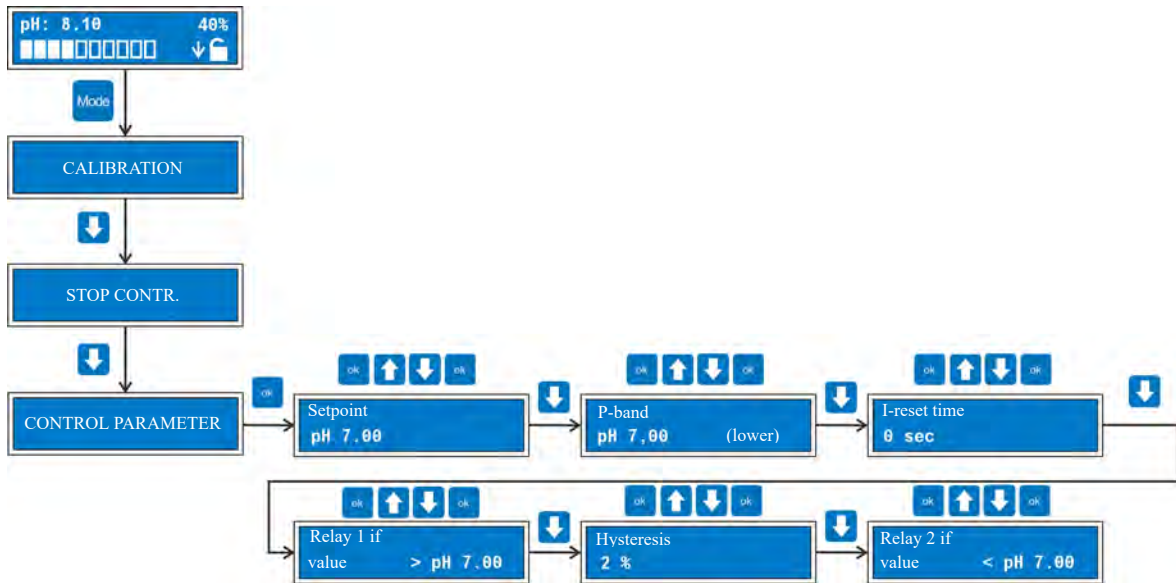 pH: 8.10 40%
Mode
CALIBRATION
STOP CONTR.
ok ok ok ok ok ok
ok
CONTROL PARAMETER
Setpoint
pH 7.00
P-band
pH 7,00 (lower)
I-reset time
0 sec
ok ok ok ok ok ok
Relay 1 if
value > pH 7.00
Hysteresis
2 %
Relay 2 if
value < pH 7.00